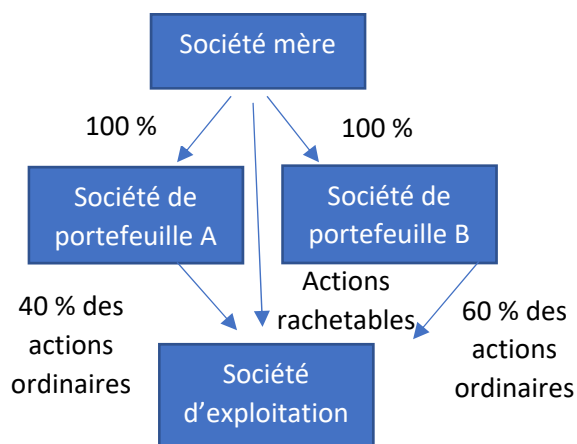 Société mère
100 %
100 %
Société de
portefeuille A
Société de
portefeuille B
40 % des
actions
ordinaires
Actions
rachetables
60 % des
actions
ordinaires
Société
d’exploitation